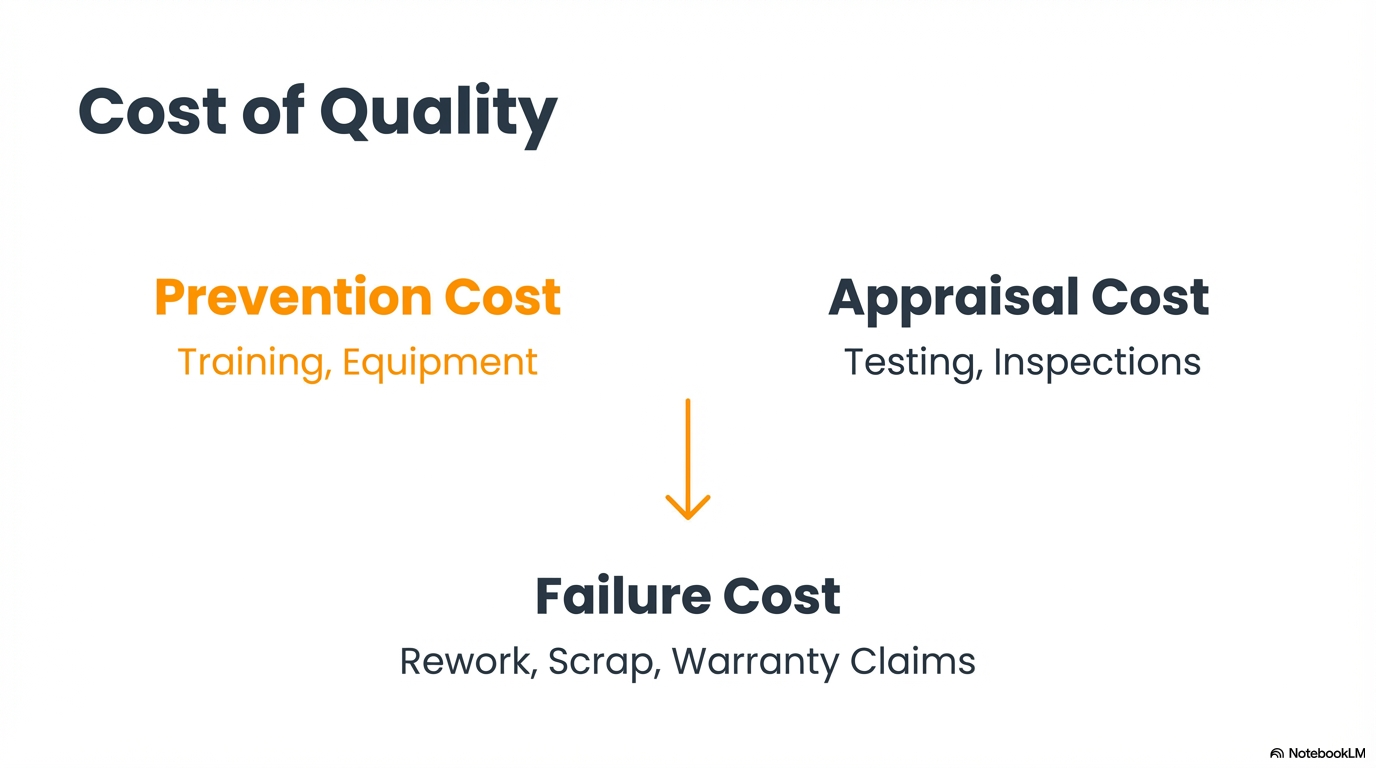 Cost of Quality
Prevention Cost
Training, Equipment
Appraisal Cost
Testing, Inspections
Failure Cost
Rework, Scrap, Warranty Claims
NotebookLM